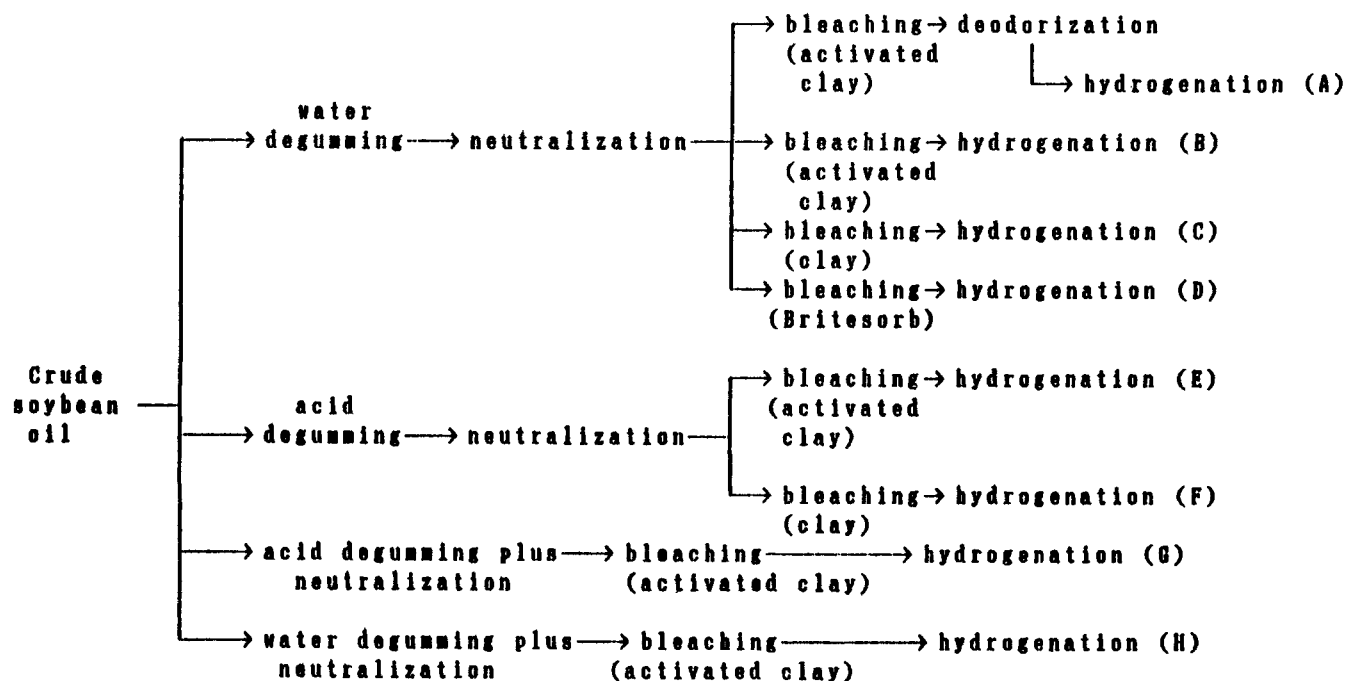 bleaching → deodorization
(activated
clay)
hydrogenation (A)
water
degumming → neutralization
bleaching → hydrogenation (B)
(activated
clay)
bleaching → hydrogenation (C)
(clay)
bleaching → hydrogenation (D)
(Britesorb)
Crude
soybean
oil
acid
degumming → neutralization
bleaching → hydrogenation (E)
(activated
clay)
bleaching → hydrogenation (F)
(clay)
acid degumming plus → bleaching → hydrogenation (G)
neutralization (activated clay)
water degumming plus → bleaching → hydrogenation (H)
neutralization (activated clay)